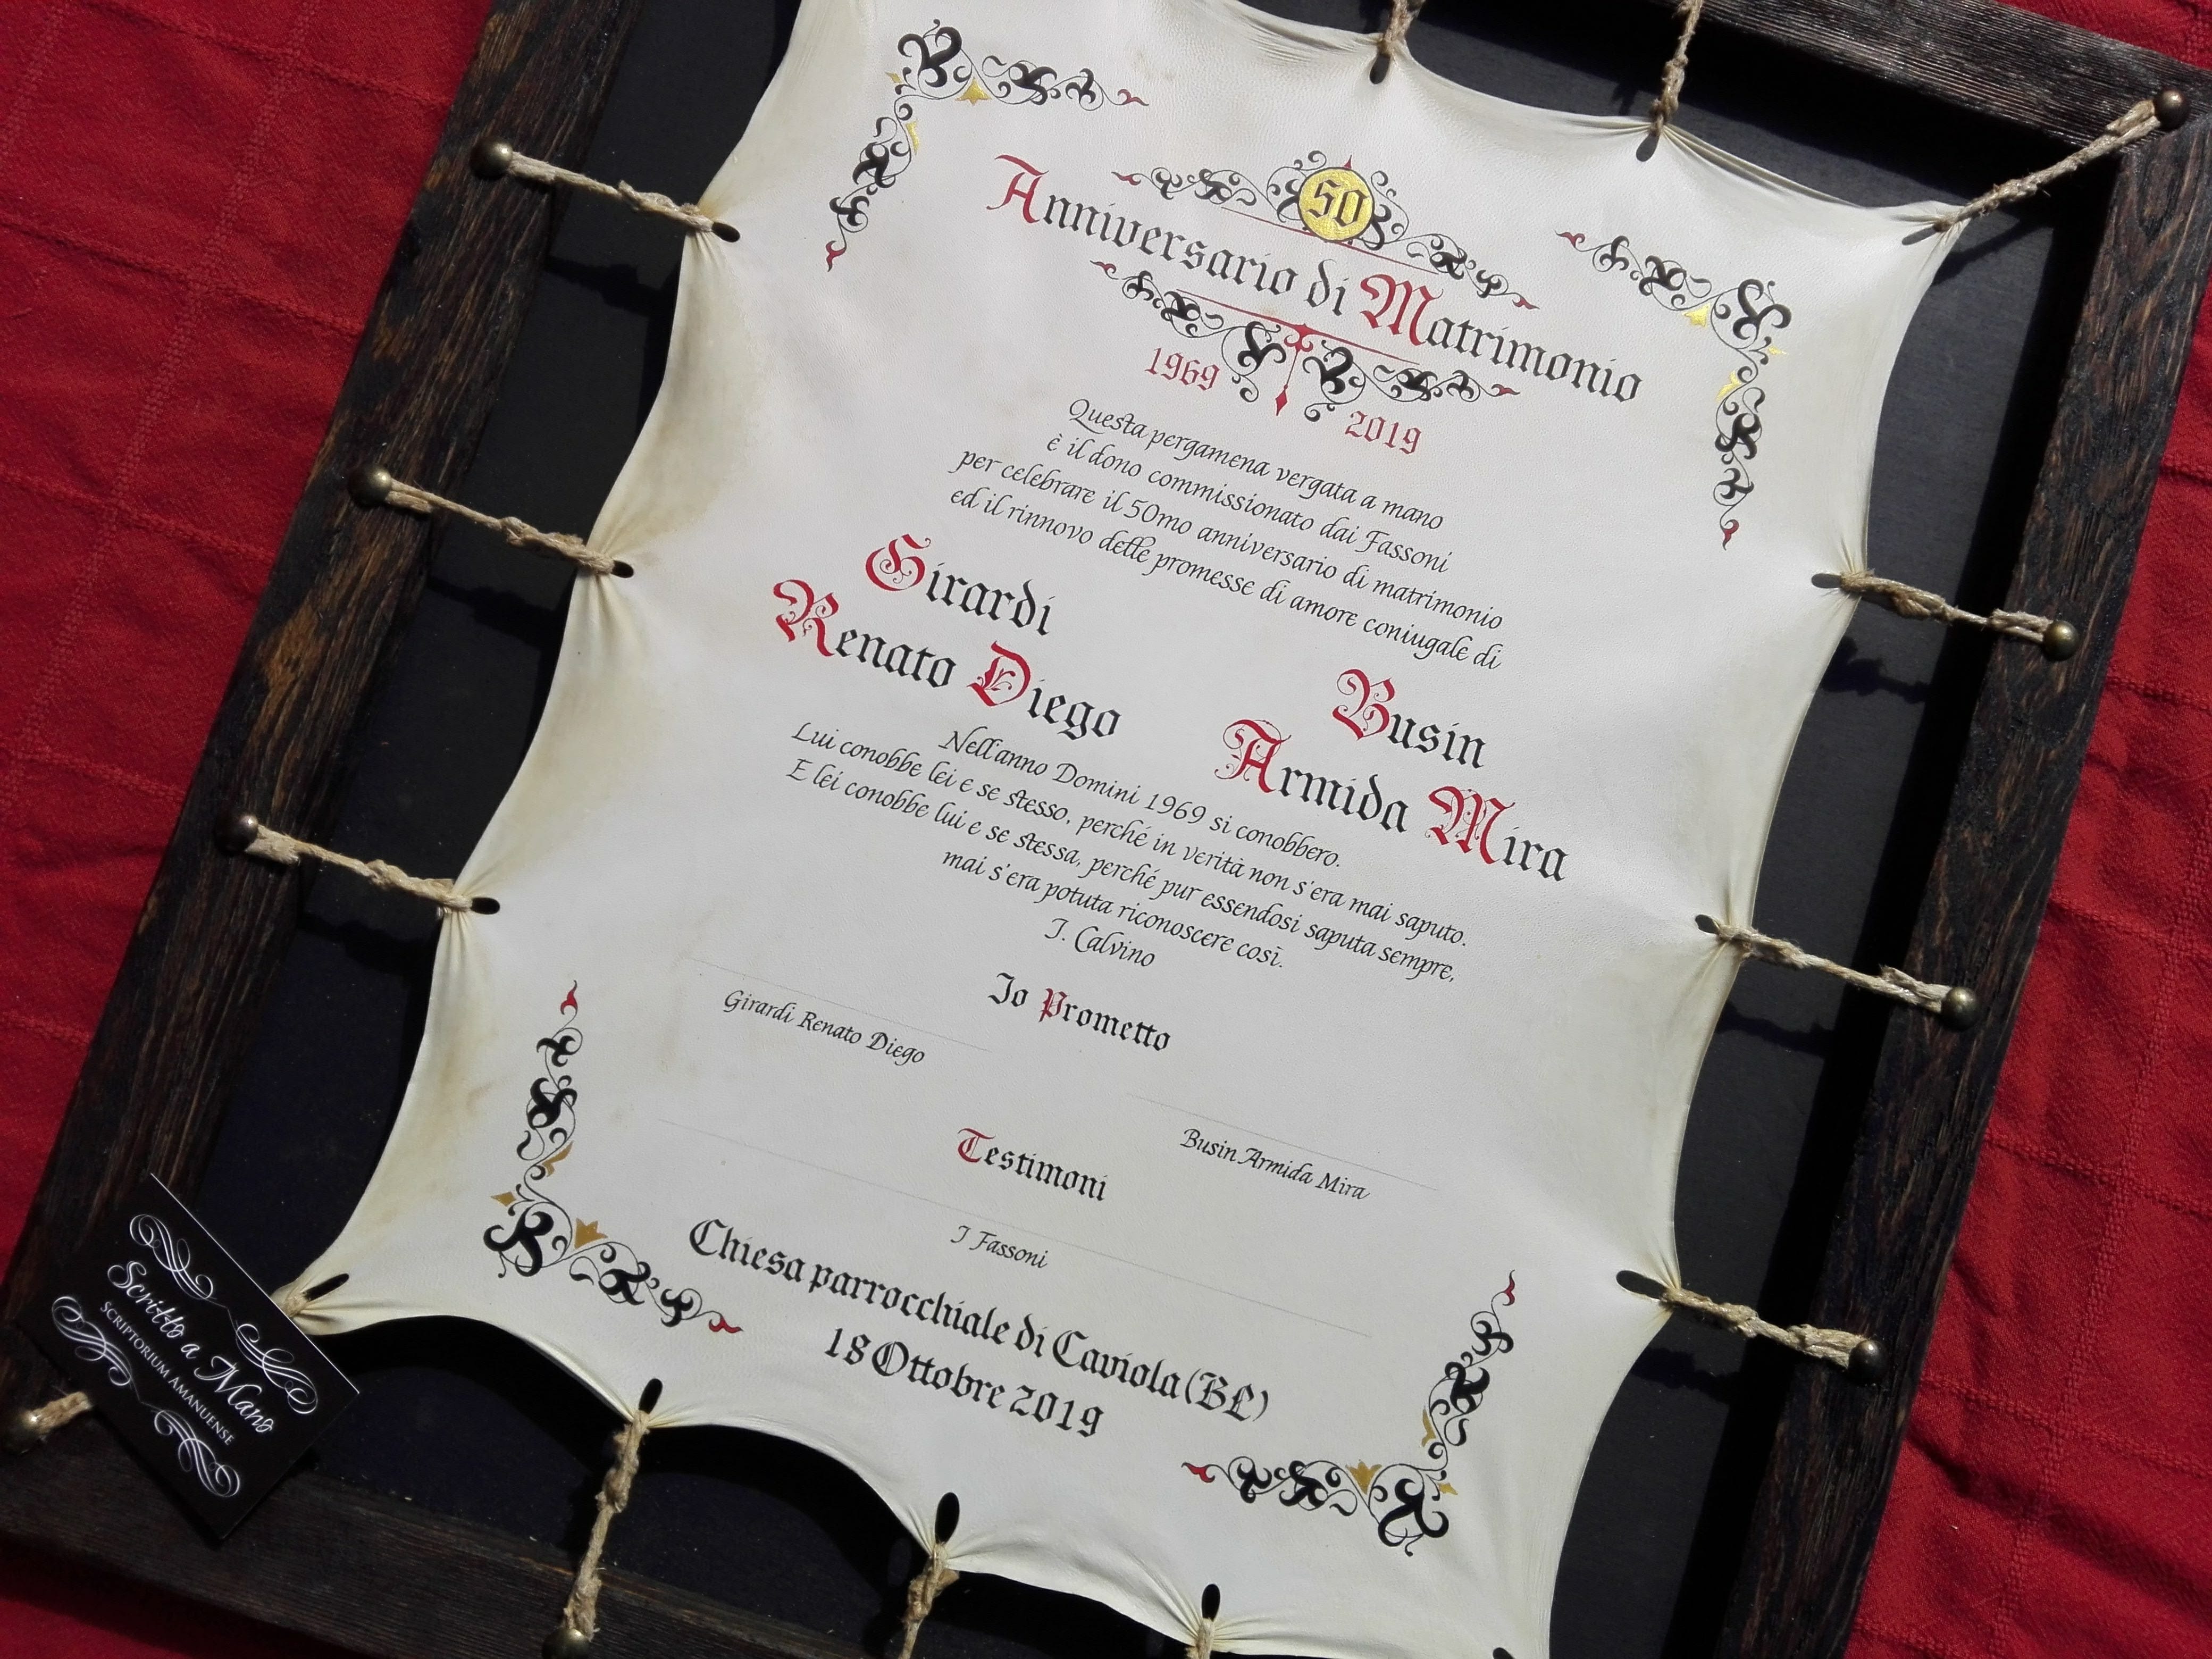 50
Anniversario di Matrimonio
1969
2019
Questa pergamena vergata a mano
è il dono commissionato dai Fassoni
per celebrare il 50mo anniversario di matrimonio
ed il rinnovo delle promesse di amore coniugale di
Girardi
Renato Diego
Busin
Armida Mira
Nell'anno Domini 1969 si conobbero.
Lui conobbe lei e se stesso, perché in verità non s'era mai saputo.
E lei conobbe lui e se stessa, perché pur essendosi saputa sempre,
mai s'era potuta riconoscere così.
I. Calvino
Io Prometto
Girardi Renato Diego
Busin Armida Mira
Testimoni
I Fassoni
Chiesa parrocchiale di Caviola (BL)
18 Ottobre 2019
Scritto a Mano
SCRIPTORIUM AMANUENSE